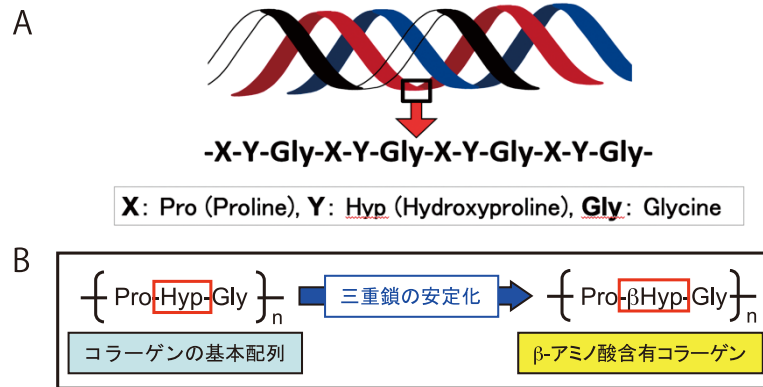 A
-X-Y-Gly-X-Y-Gly-X-Y-Gly-X-Y-Gly-
X: Pro (Proline), Y: Hyp (Hydroxyproline), Gly: Glycine
B
Pro-Hyp-Gly n
三重鎖の安定化
Pro-βHyp-Gly n
コラーゲンの基本配列
β-アミノ酸含有コラーゲン